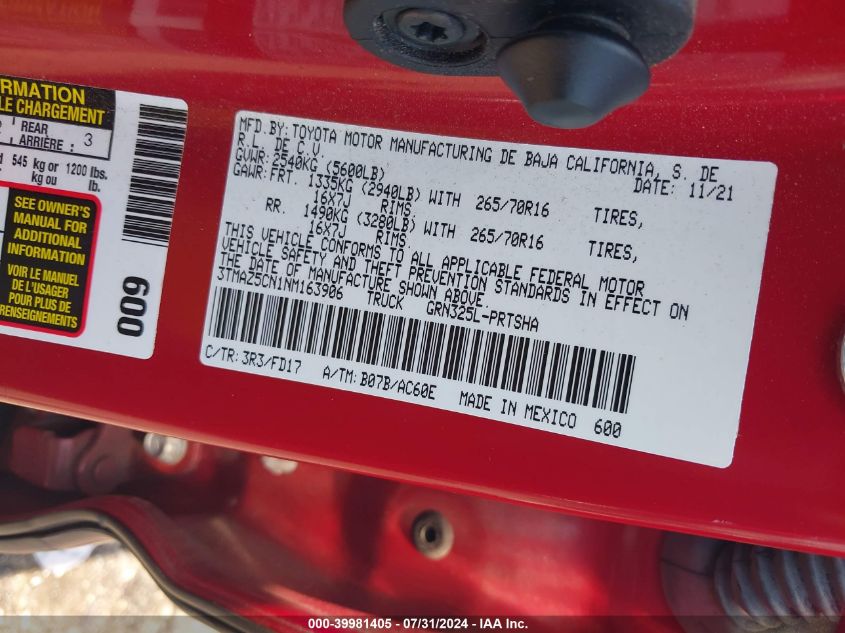 ORMATION
LE CHARGEMENT
REAR
ARRIÈRE : 3
545 kg or 1200 lbs.
kg ou lb.
SEE OWNER'S
MANUAL FOR
ADDITIONAL
INFORMATION
VOIR LE MANUEL
DE L'USAGER
POUR PLUS DE
RENSEIGNEMENTS
600
MFD.BY:TOYOTA MOTOR MANUFACTURING DE BAJA CALIFORNIA, S. DE
R.L. DE C.V. DATE: 11/21
GVWR: 2540KG (5600LB)
GAWR: FRT. 1335KG (2940LB) WITH 265/70R16 TIRES,
16X7J RIMS.
RR. 1490KG (3280LB) WITH 265/70R16 TIRES,
16X7J RIMS.
THIS VEHICLE CONFORMS TO ALL APPLICABLE FEDERAL MOTOR
VEHICLE SAFETY AND THEFT PREVENTION STANDARDS IN EFFECT ON
THE DATE OF MANUFACTURE SHOWN ABOVE.
3TMAZ5CN1NM163906 TRUCK GRN325L-PRTSHA
C/TR:3R3/FD17 A/TM:B07B/AC60E MADE IN MEXICO 600
000-39981405 - 07/31/2024 - IAA Inc.